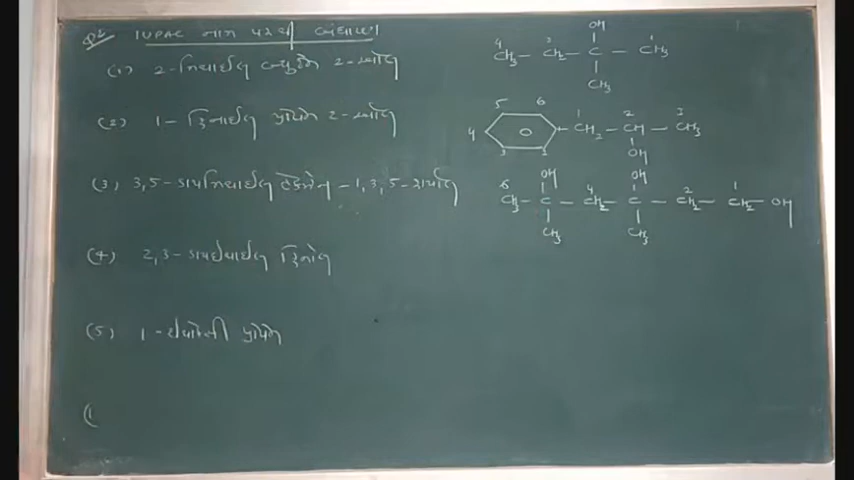 Q-2 IUPAC નામ પરથી બંધારણ
(1) 2-મિથાઈલ બ્યુટેન 2-ઓલ
4 CH3 - 3 CH2 - C - 1 CH3
OH
CH3
(2) 1- ફિનાઈલ પ્રોપેન 2-ઓલ
4 5 6 3 2
1 CH2 - 2 CH - 3 CH3
OH
(3) 3,5-ડાયમિથાઈલ હેક્ઝેન-1,3,5-ટ્રાયોલ
OH OH
6 CH3 - C - 4 CH2 - C - 2 CH2 - 1 CH2 - OH
CH3 CH3
(4) 2,3-ડાયઈથાઈલ ફિનોલ
(5) 1-ઈથોક્સી પ્રોપેન
(